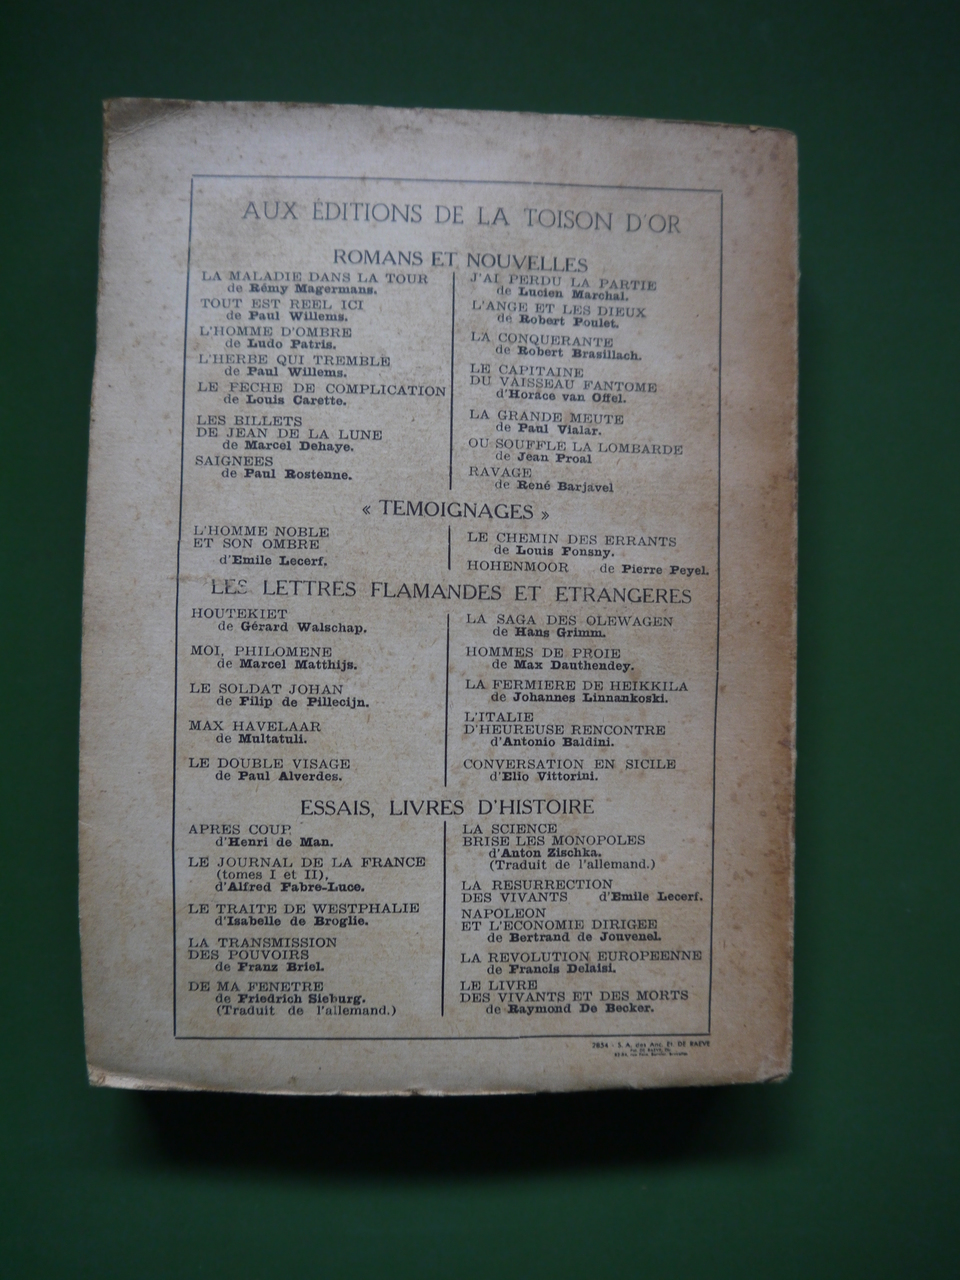 AUX ÉDITIONS DE LA TOISON D'OR
ROMANS ET NOUVELLES
LA MALADIE DANS LA TOUR
de Rémy Magermans.
TOUT EST REEL ICI
de Paul Willems.
L'HOMME D'OMBRE
de Ludo Patris.
L'HERBE QUI TREMBLE
de Paul Willems.
LE PECHE DE COMPLICATION
de Louis Carette.
LES BILLETS
DE JEAN DE LA LUNE
de Marcel Dehaye.
SAIGNEES
de Paul Rostenne.
J'AI PERDU LA PARTIE
de Lucien Marchal.
L'ANGE ET LES DIEUX
de Robert Poulet.
LA CONQUERANTE
de Robert Brasillach.
LE CAPITAINE
DU VAISSEAU FANTOME
d'Horace van Offel.
LA GRANDE MEUTE
de Paul Vialar.
OU SOUFFLE LA LOMBARDE
de Jean Proal
RAVAGE
de René Barjavel
« TEMOIGNAGES »
L'HOMME NOBLE
ET SON OMBRE
d'Emile Lecerf.
LE CHEMIN DES ERRANTS
de Louis Fonsny.
HOHENMOOR de Pierre Peyel.
LES LETTRES FLAMANDES ET ETRANGERES
HOUTEKIET
de Gérard Walschap.
MOI, PHILOMENE
de Marcel Matthijs.
LE SOLDAT JOHAN
de Filip de Pillecijn.
MAX HAVELAAR
de Multatuli.
LE DOUBLE VISAGE
de Paul Alverdes.
LA SAGA DES OLEWAGEN
de Hans Grimm.
HOMMES DE PROIE
de Max Dauthendey.
LA FERMIERE DE HEIKKILA
de Johannes Linnankoski.
L'ITALIE
D'HEUREUSE RENCONTRE
d'Antonio Baldini.
CONVERSATION EN SICILE
d'Elio Vittorini.
ESSAIS, LIVRES D'HISTOIRE
APRES COUP,
d'Henri de Man.
LE JOURNAL DE LA FRANCE
(tomes I et II),
d'Alfred Fabre-Luce.
LE TRAITE DE WESTPHALIE
d'Isabelle de Broglie.
LA TRANSMISSION
DES POUVOIRS
de Franz Briel.
DE MA FENETRE
de Friedrich Sieburg.
(Traduit de l'allemand.)
LA SCIENCE
BRISE LES MONOPOLES
d'Anton Zischka.
(Traduit de l'allemand.)
LA RESURRECTION
DES VIVANTS d'Emile Lecerf.
NAPOLEON
ET L'ECONOMIE DIRIGEE
de Bertrand de Jouvenel.
LA REVOLUTION EUROPEENNE
de Francis Delaisi.
LE LIVRE
DES VIVANTS ET DES MORTS
de Raymond De Becker.
7834 - S. A. des Anc. Et. DE RAEVE